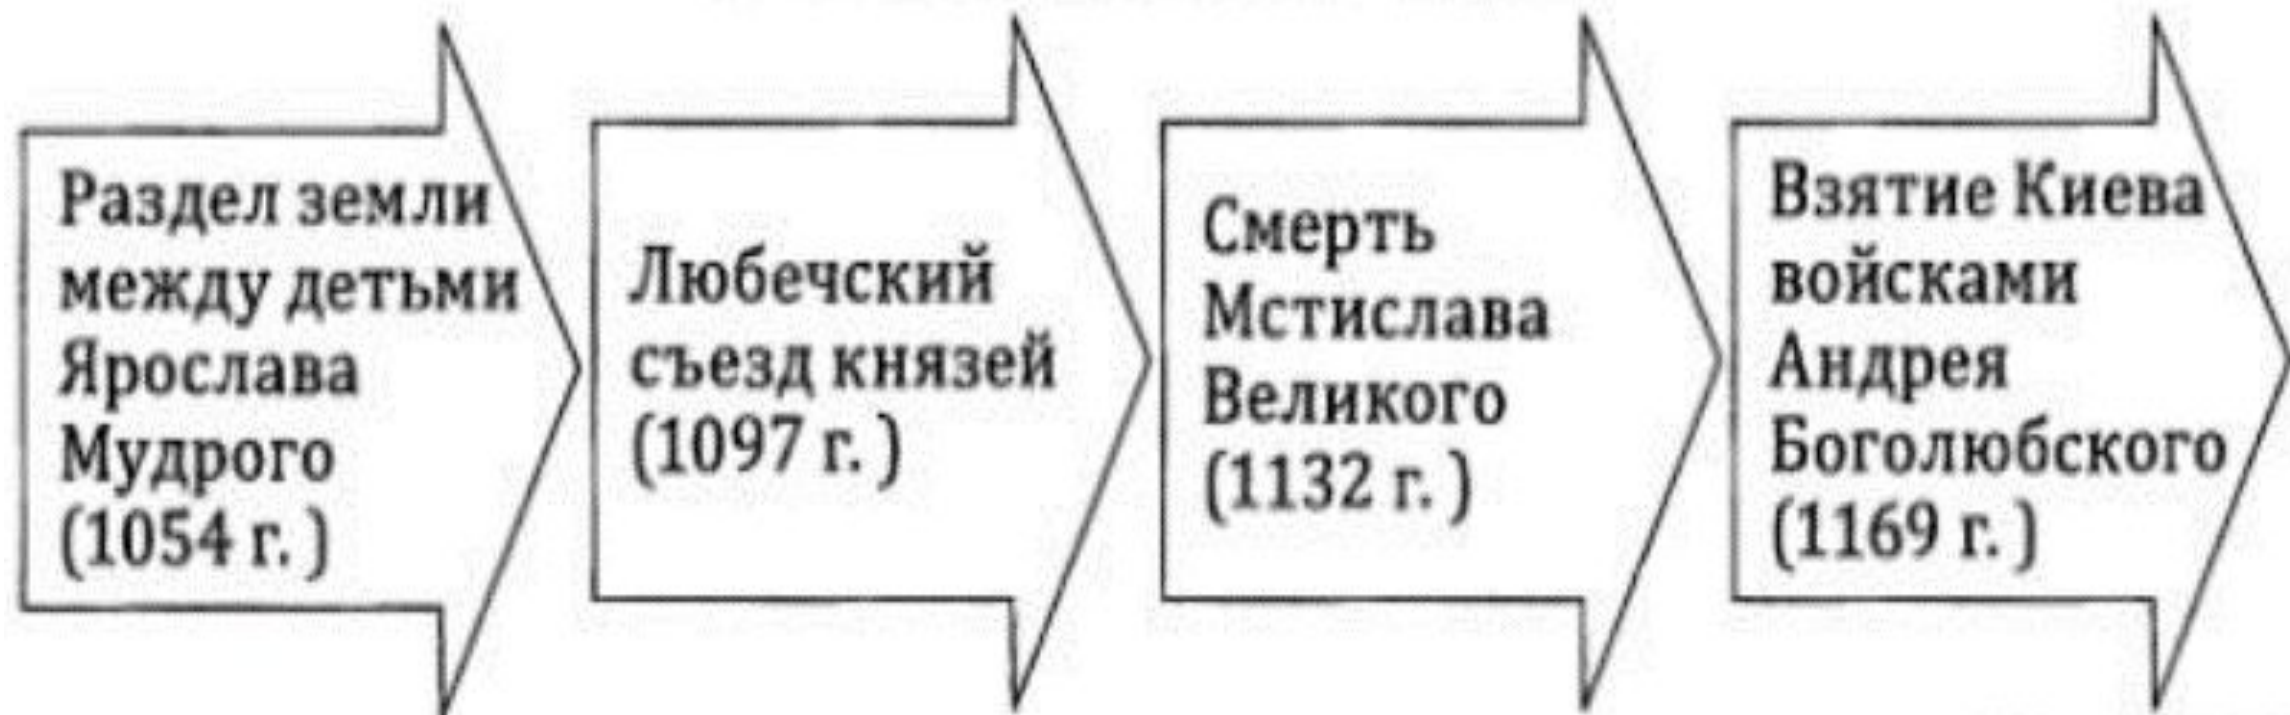 Раздел земли
между детьми
Ярослава
Мудрого
(1054 г. )
Любечский
съезд князей
(1097 г. )
Смерть
Мстислава
Великого
(1132 г. )
Взятие Киева
войсками
Андрея
Боголюбского
(1169 г. )